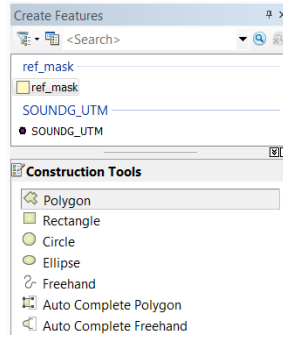 Create Features
<Search>
ref_mask
ref_mask
SOUNDG_UTM
SOUNDG_UTM
Construction Tools
Polygon
Rectangle
Circle
Ellipse
Freehand
Auto Complete Polygon
Auto Complete Freehand